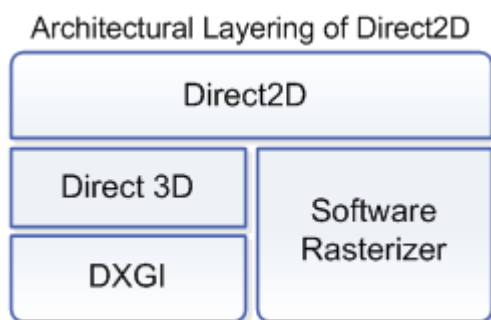 Architectural Layering of Direct2D
Direct2D
Direct 3D
DXGI
Software
Rasterizer